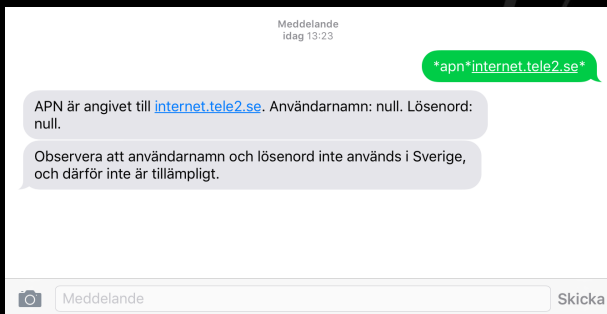 Meddelande
idag 13:23
*apn*internet.tele2.se*
APN är angivet till internet.tele2.se. Användarnamn: null. Lösenord:
null.
Observera att användarnamn och lösenord inte används i Sverige,
och därför inte är tillämpligt.
Meddelande
Skicka